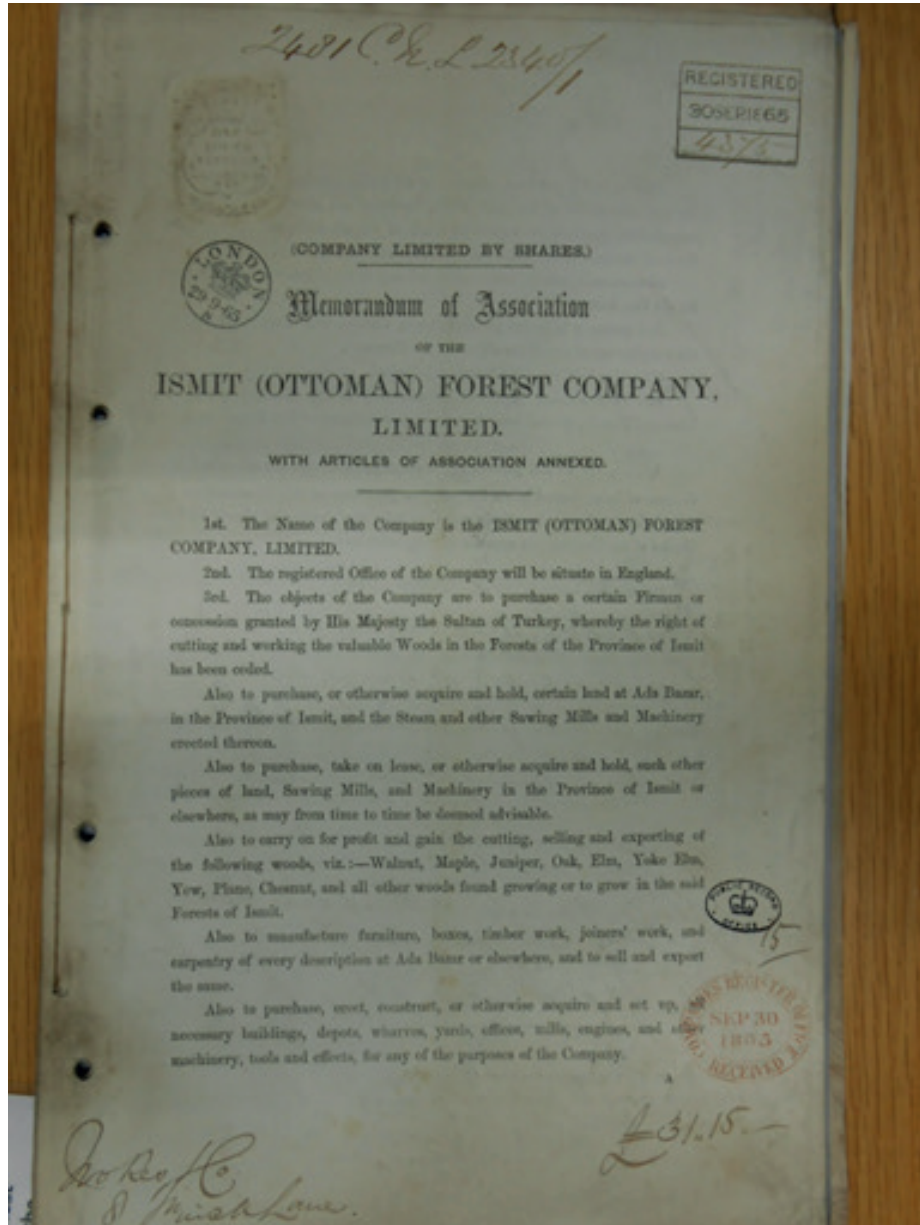 2481 C. & L 2340/1
REGISTERED
30SEP1865
4375
LONDON
29-9-65
(COMPANY LIMITED BY SHARES.)
Memorandum of Association
OF THE
ISMIT (OTTOMAN) FOREST COMPANY,
LIMITED.
WITH ARTICLES OF ASSOCIATION ANNEXED.
1st. The Name of the Company is the ISMIT (OTTOMAN) FOREST
COMPANY, LIMITED.
2nd. The registered Office of the Company will be situate in England.
3rd. The objects of the Company are to purchase a certain Firman or
concession granted by His Majesty the Sultan of Turkey, whereby the right of
cutting and working the valuable Woods in the Forests of the Province of Ismit
has been ceded.
Also to purchase, or otherwise acquire and hold, certain land at Ada Bazar,
in the Province of Ismit, and the Steam and other Sawing Mills and Machinery
erected thereon.
Also to purchase, take on lease, or otherwise acquire and hold, such other
pieces of land, Sawing Mills, and Machinery in the Province of Ismit or
elsewhere, as may from time to time be deemed advisable.
Also to carry on for profit and gain the cutting, selling and exporting of
the following woods, viz.:—Walnut, Maple, Juniper, Oak, Elm, Yoke Elm,
Yew, Plane, Chesnut, and all other woods found growing or to grow in the said
Forests of Ismit.
PUBLIC RECORD
OFFICE
15
Also to manufacture furniture, boxes, timber work, joiners' work, and
carpentry of every description at Ada Bazar or elsewhere, and to sell and export
the same.
Also to purchase, erect, construct, or otherwise acquire and set up, all
necessary buildings, depots, wharves, yards, offices, mills, engines, and other
machinery, tools and effects, for any of the purposes of the Company.
COMPANIES REGISTER OFFICE
SEP 30
1865
RECEIVED
A
£31.15.—
&Co
8 Lane.